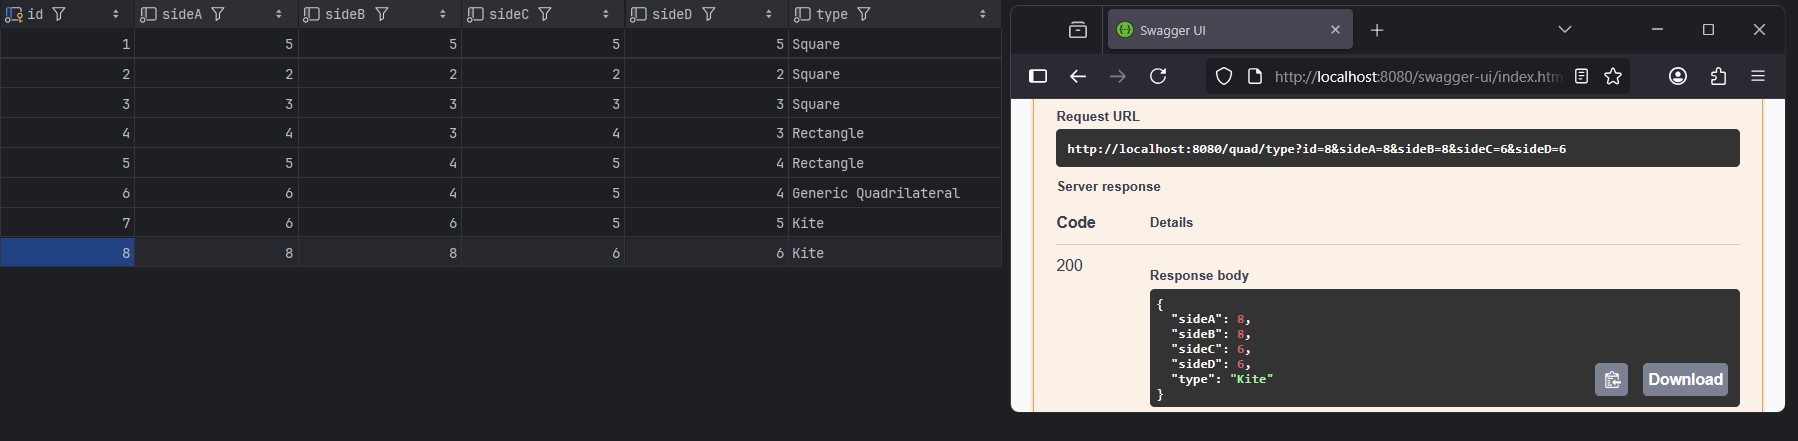 id sideA sideB sideC sideD type
1 5 5 5 5 Square
2 2 2 2 2 Square
3 3 3 3 3 Square
4 4 3 4 3 Rectangle
5 5 4 5 4 Rectangle
6 6 4 5 4 Generic Quadrilateral
7 6 6 5 5 Kite
8 8 8 6 6 Kite
Swagger UI
http://localhost:8080/swagger-ui/index.htm
Request URL
http://localhost:8080/quad/type?id=8&sideA=8&sideB=8&sideC=6&sideD=6
Server response
Code Details
200
Response body
{
"sideA": 8,
"sideB": 8,
"sideC": 6,
"sideD": 6,
"type": "Kite"
}
Download